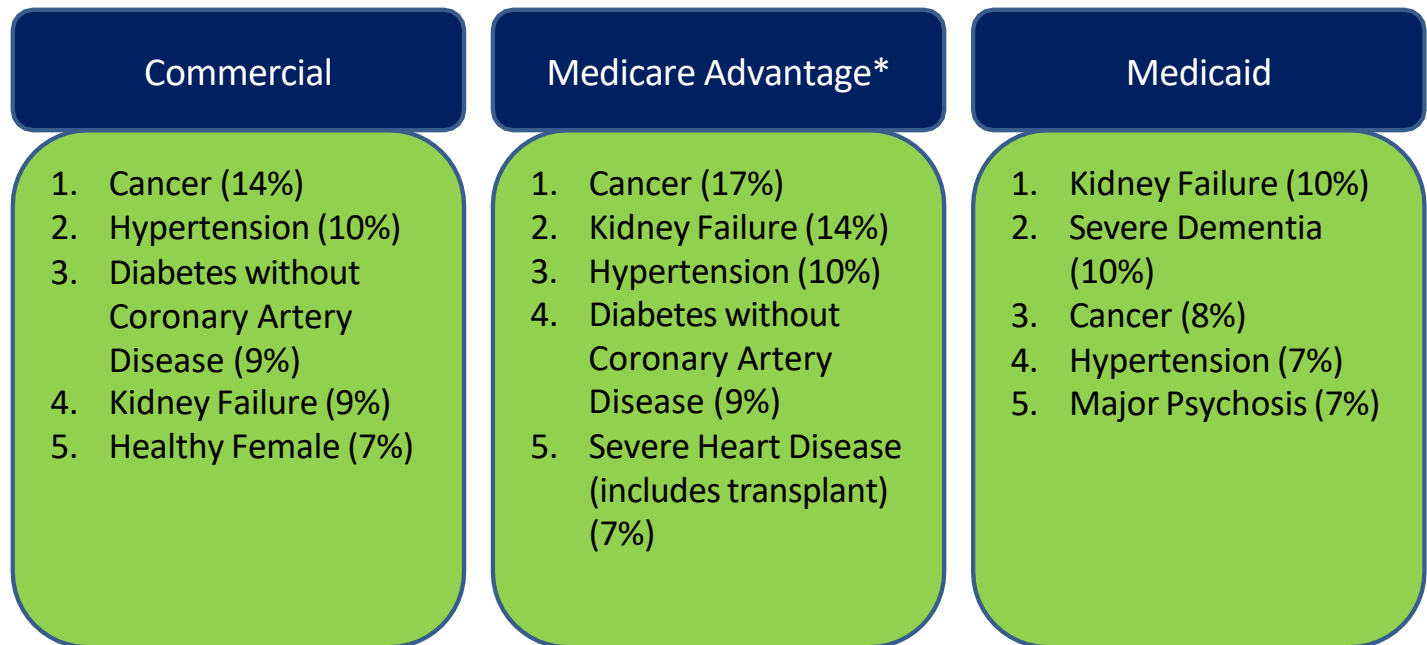 Commercial
1. Cancer (14%)
2. Hypertension (10%)
3. Diabetes without
Coronary Artery
Disease (9%)
4. Kidney Failure (9%)
5. Healthy Female (7%)
Medicare Advantage*
1. Cancer (17%)
2. Kidney Failure (14%)
3. Hypertension (10%)
4. Diabetes without
Coronary Artery
Disease (9%)
5. Severe Heart Disease
(includes transplant)
(7%)
Medicaid
1. Kidney Failure (10%)
2. Severe Dementia
(10%)
3. Cancer (8%)
4. Hypertension (7%)
5. Major Psychosis (7%)